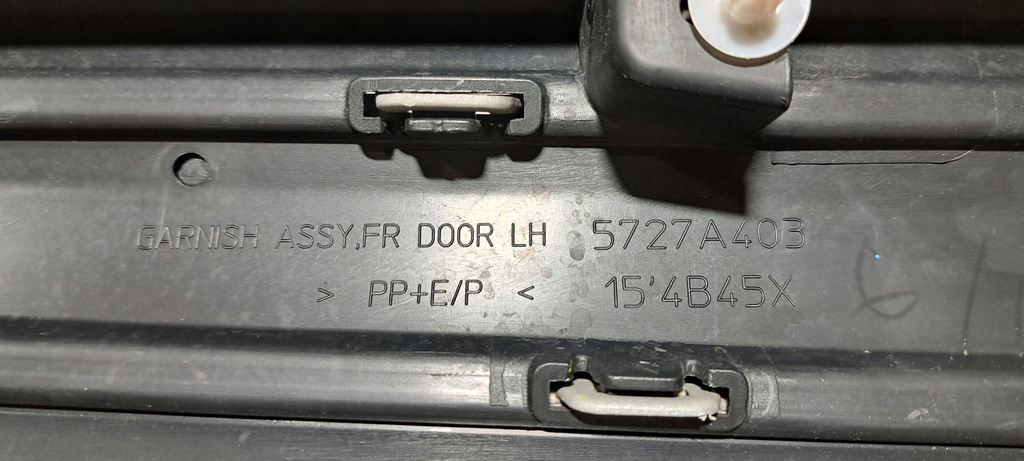 GARNISH ASSY,FR DOOR LH 5727A403
> PP+E/P < 15'4B45X